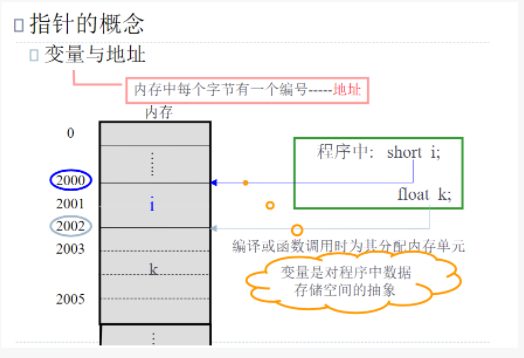 指针的概念
变量与地址
内存中每个字节有一个编号-----地址
内存
0
2000
2001
2002
2003
2005
i
k
程序中: short i;
float k;
编译或函数调用时为其分配内存单元
变量是对程序中数据
存储空间的抽象